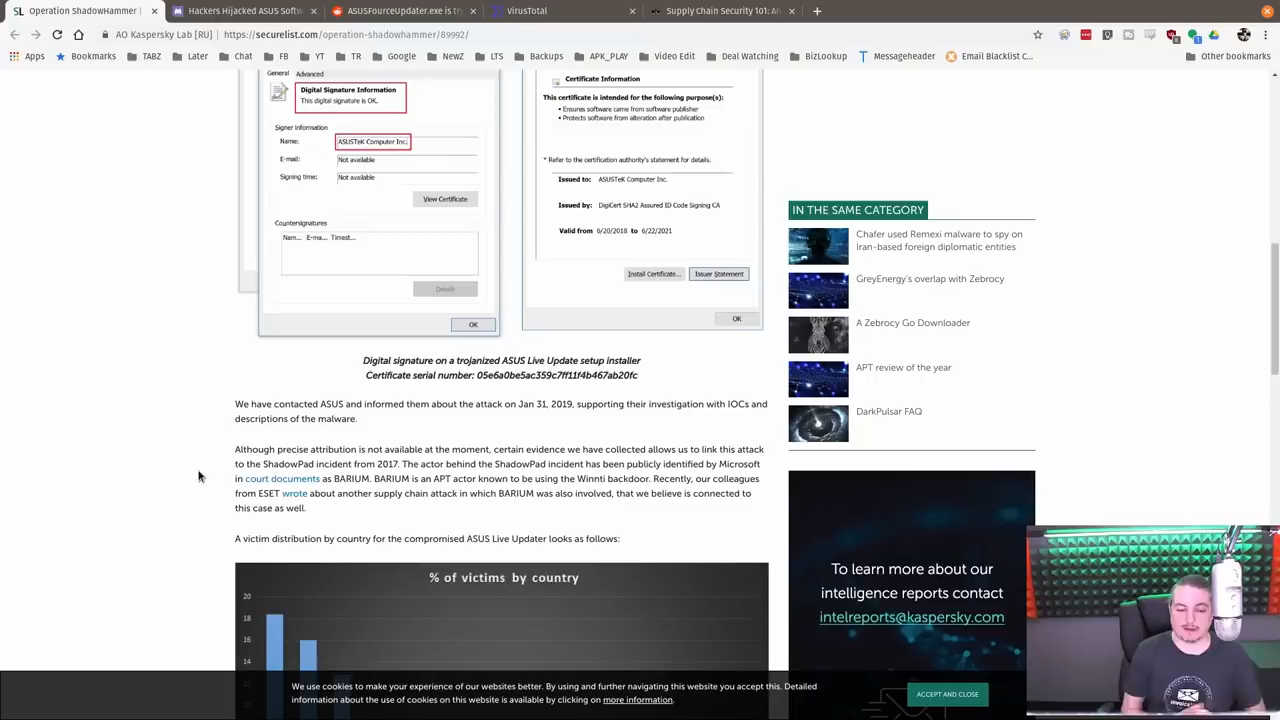 Operation ShadowHammer
Hackers Hijacked ASUS Softw
ASUSFourceUpdater.exe is try
VirusTotal
Supply Chain Security 101: An
AO Kaspersky Lab [RU]
https://securelist.com/operation-shadowhammer/89992/
Apps
Bookmarks
TABZ
Later
Chat
FB
YT
TR
Google
NewZ
LTS
Backups
APK_PLAY
Video Edit
Deal Watching
BizLookup
Messageheader
Email Blacklist C...
Other bookmarks
General Advanced
Digital Signature Information
This digital signature is OK.
Signer information
Name: ASUSTeK Computer Inc.
E-mail: Not available
Signing time: Not available
View Certificate
Countersignatures
Nam... E-ma... Timest...
Details
OK
Certificate Information
This certificate is intended for the following purpose(s):
• Ensures software came from software publisher
• Protects software from alteration after publication
* Refer to the certification authority's statement for details.
Issued to: ASUSTeK Computer Inc.
Issued by: DigiCert SHA2 Assured ID Code Signing CA
Valid from 6/20/2018 to 6/22/2021
Install Certificate... Issuer Statement
OK
Digital signature on a trojanized ASUS Live Update setup installer
Certificate serial number: 05e6a0be5ac359c7ff11f4b467ab20fc
We have contacted ASUS and informed them about the attack on Jan 31, 2019, supporting their investigation with IOCs and
descriptions of the malware.
Although precise attribution is not available at the moment, certain evidence we have collected allows us to link this attack
to the ShadowPad incident from 2017. The actor behind the ShadowPad incident has been publicly identified by Microsoft
in court documents as BARIUM. BARIUM is an APT actor known to be using the Winnti backdoor. Recently, our colleagues
from ESET wrote about another supply chain attack in which BARIUM was also involved, that we believe is connected to
this case as well.
A victim distribution by country for the compromised ASUS Live Updater looks as follows:
% of victims by country
20
18
16
14
12
IN THE SAME CATEGORY
Chafer used Remexi malware to spy on
Iran-based foreign diplomatic entities
GreyEnergy's overlap with Zebrocy
A Zebrocy Go Downloader
APT review of the year
DarkPulsar FAQ
To learn more about our
intelligence reports contact
intelreports@kaspersky.com
We use cookies to make your experience of our websites better. By using and further navigating this website you accept this. Detailed
information about the use of cookies on this website is available by clicking on more information.
ACCEPT AND CLOSE